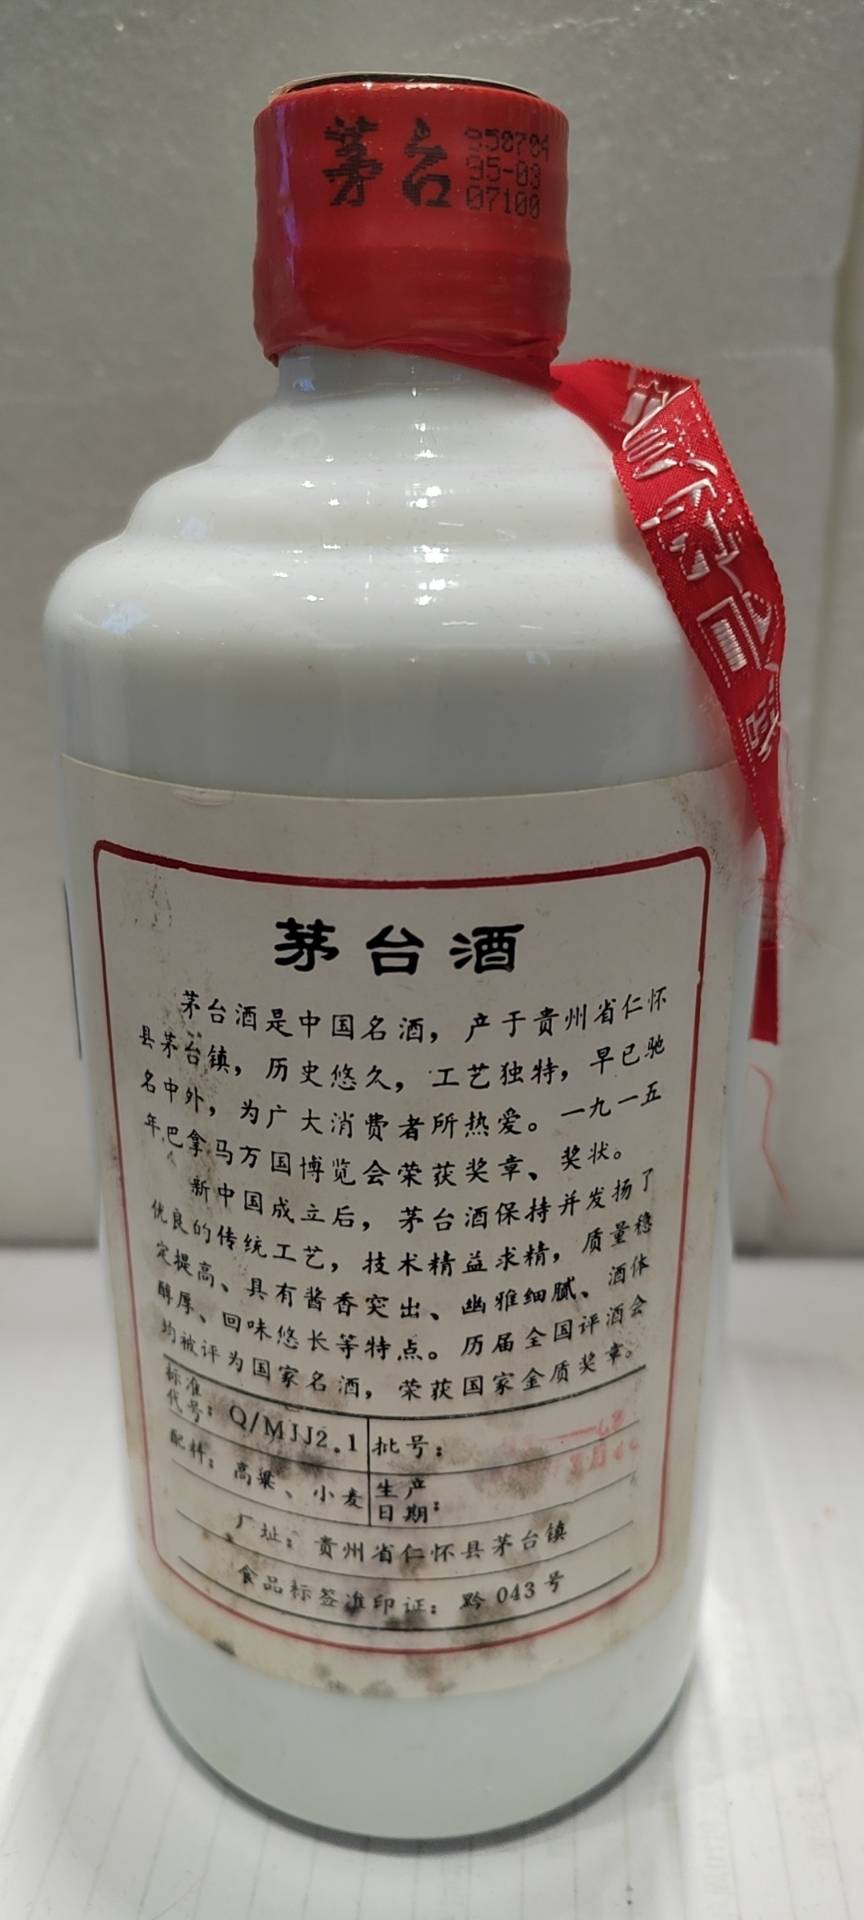 茅台
950704
95-03
07100
茅台酒
茅台酒是中国名酒，产于贵州省仁怀
县茅台镇，历史悠久，工艺独特，早已驰
名中外，为广大消费者所热爱。一九一五
年巴拿马万国博览会荣获奖章、奖状。
新中国成立后，茅台酒保持并发扬了
优良的传统工艺，技术精益求精，质量稳
定提高、具有酱香突出、幽雅细腻、酒体
醇厚、回味悠长等特点。历届全国评酒会
均被评为国家名酒，荣获国家金质奖章。
标准代号：Q/MJJ2.1 批号：
配料：高粱、小麦 生产日期：
厂址：贵州省仁怀县茅台镇
食品标签准印证：黔 043 号